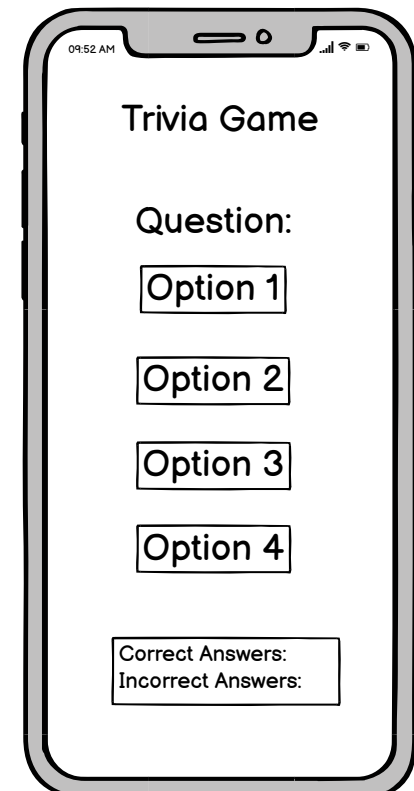 09:52 AM
Trivia Game
Question:
Option 1
Option 2
Option 3
Option 4
Correct Answers:
Incorrect Answers: